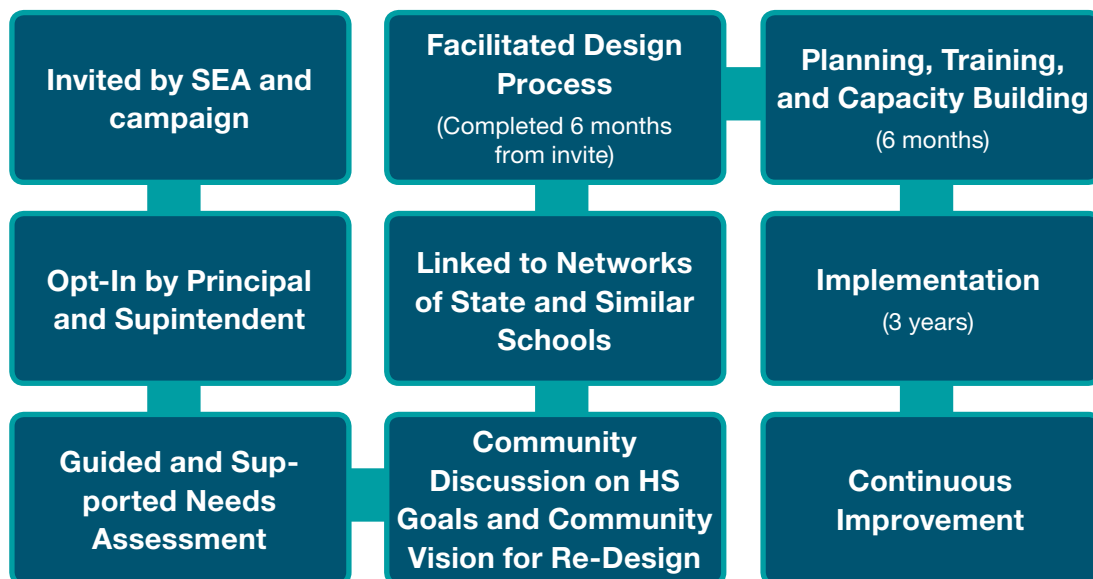 Invited by SEA and
campaign
Opt-In by Principal
and Supintendent
Guided and Sup-
ported Needs
Assessment
Community
Discussion on HS
Goals and Community
Vision for Re-Design
Linked to Networks
of State and Similar
Schools
Facilitated Design
Process
(Completed 6 months
from invite)
Planning, Training,
and Capacity Building
(6 months)
Implementation
(3 years)
Continuous
Improvement